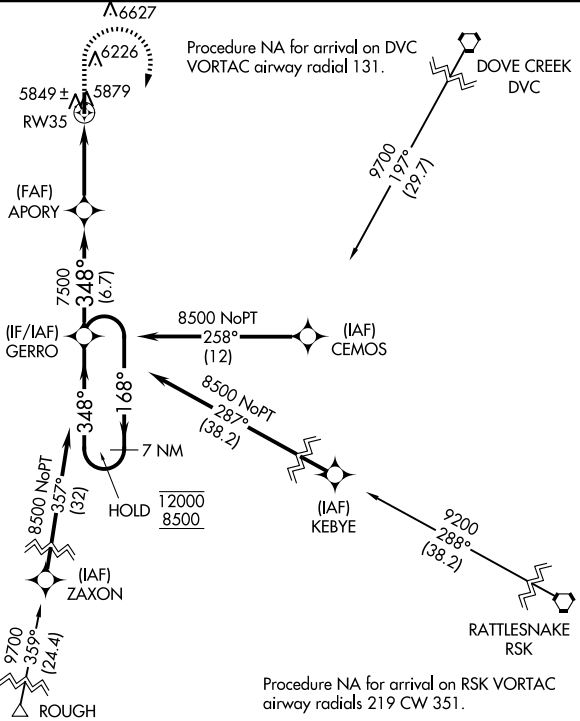 6627
6226
5849 ±
5879
RW35
Procedure NA for arrival on DVC
VORTAC airway radial 131.
DOVE CREEK
DVC
9700
197°
(29.7)
(FAF)
APORY
7500
348°
(6.7)
(IF/IAF)
GERRO
8500 NoPT
258°
(12)
(IAF)
CEMOS
348°
168°
7 NM
HOLD
12000
8500
8500 NoPT
287°
(38.2)
(IAF)
KEBYE
8500 NoPT
357°
(32)
(IAF)
ZAXON
9200
288°
(38.2)
RATTLESNAKE
RSK
9700
359°
(24.4)
ROUGH
Procedure NA for arrival on RSK VORTAC
airway radials 219 CW 351.